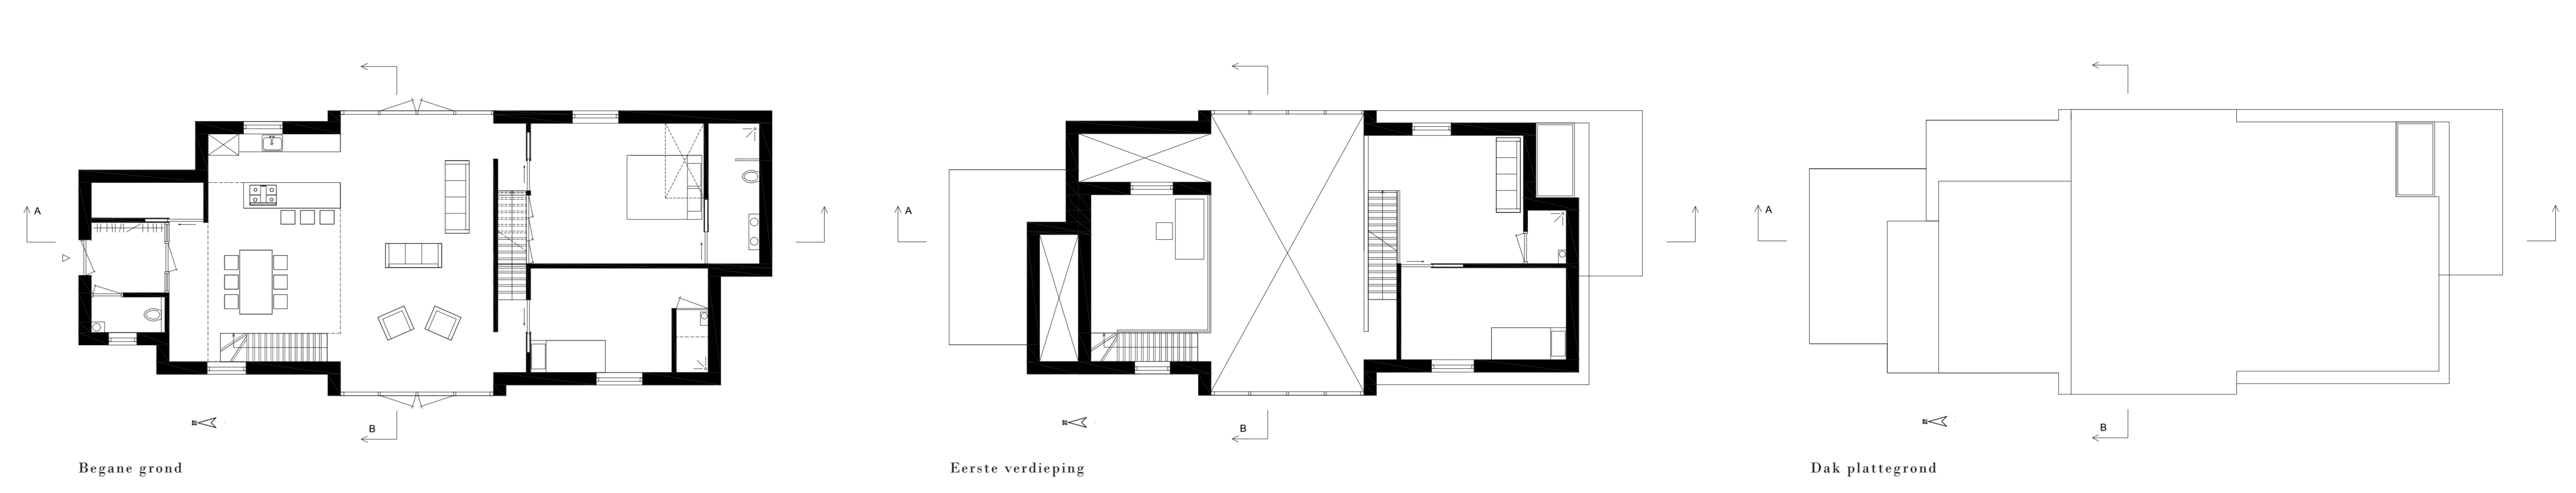 A
B
Begane grond
A
B
Eerste verdieping
A
B
Dak plattegrond